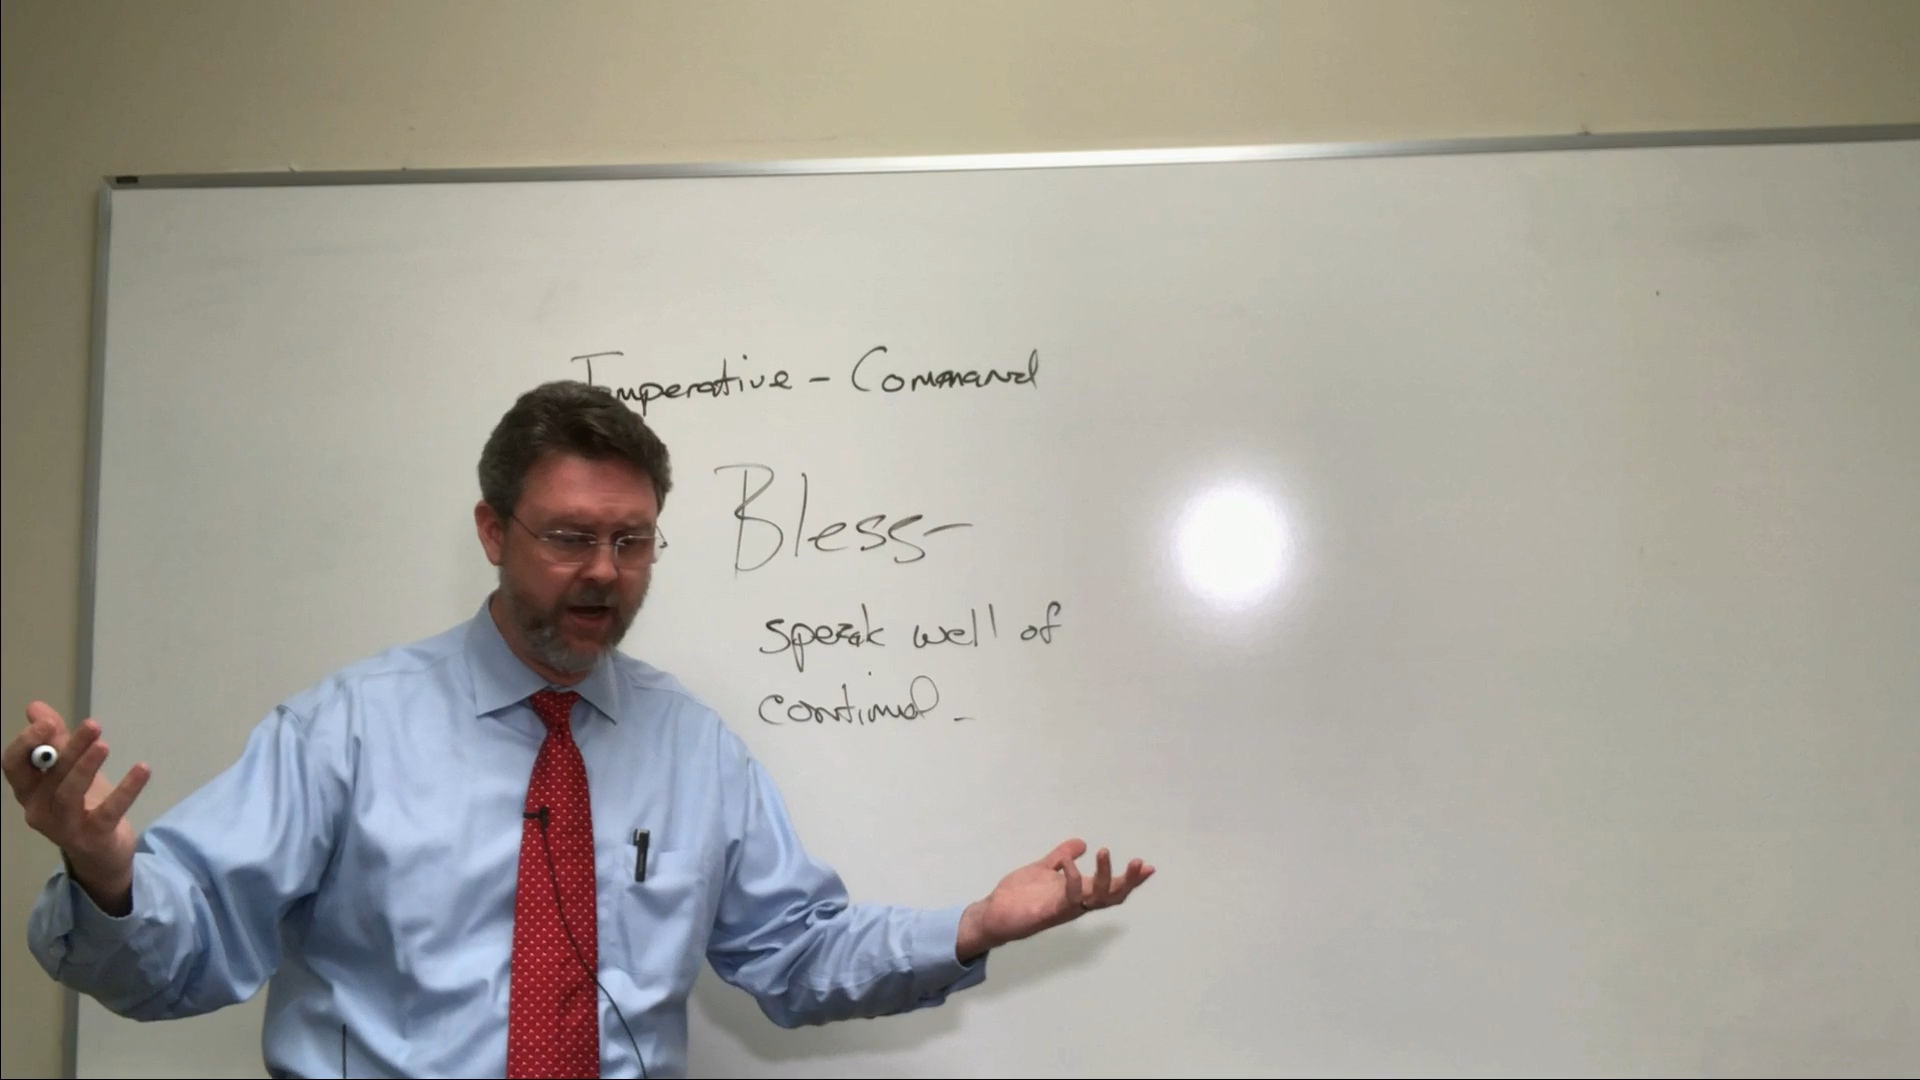 Imperative - Command
Bless-
speak well of
continual -